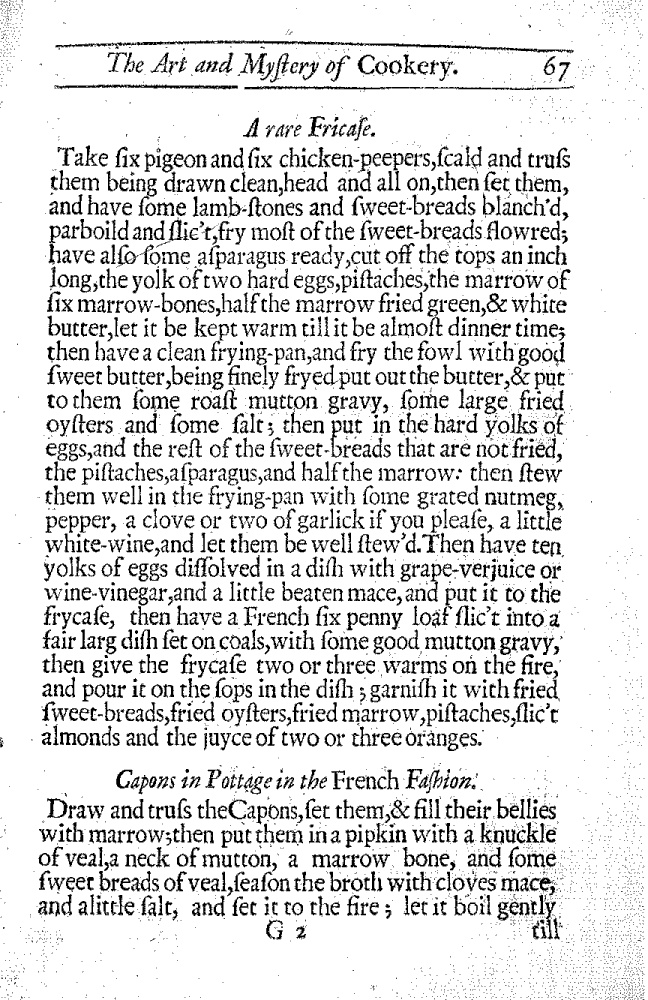 The Art and Myſtery of Cookery. 67
A rare Fricaſe.
Take ſix pigeon and ſix chicken-peepers,ſcald and truſs
them being drawn clean,head and all on,then ſet them,
and have ſome lamb-ſtones and ſweet-breads blanch'd,
parboild and ſlic't,fry moſt of the ſweet-breads flowred;
have alſo ſome aſparagus ready,cut off the tops an inch
long,the yolk of two hard eggs,piſtaches,the marrow of
ſix marrow-bones,half the marrow fried green,& white
butter,let it be kept warm till it be almoſt dinner time;
then have a clean frying-pan,and fry the fowl with good
ſweet butter,being finely fryed put out the butter,& put
to them ſome roaſt mutton gravy, ſome large fried
oyſters and ſome ſalt; then put in the hard yolks of
eggs,and the reſt of the ſweet-breads that are not fried,
the piſtaches,aſparagus,and half the marrow: then ſtew
them well in the frying-pan with ſome grated nutmeg,
pepper, a clove or two of garlick if you pleaſe, a little
white-wine,and let them be well ſtew'd.Then have ten
yolks of eggs diſſolved in a diſh with grape-verjuice or
wine-vinegar,and a little beaten mace,and put it to the
frycaſe, then have a French ſix penny loaf ſlic't into a
fair larg diſh ſet on coals,with ſome good mutton gravy,
then give the frycaſe two or three warms on the fire,
and pour it on the ſops in the diſh; garniſh it with fried
ſweet-breads,fried oyſters,fried marrow,piſtaches,ſlic't
almonds and the juyce of two or three oranges.
Capons in Pottage in the French Faſhion.
Draw and truſs the Capons,ſet them,& fill their bellies
with marrow;then put them in a pipkin with a knuckle
of veal,a neck of mutton, a marrow bone, and ſome
ſweet breads of veal,ſeaſon the broth with cloves mace,
and alittle ſalt, and ſet it to the fire; let it boil gently
G 2 till